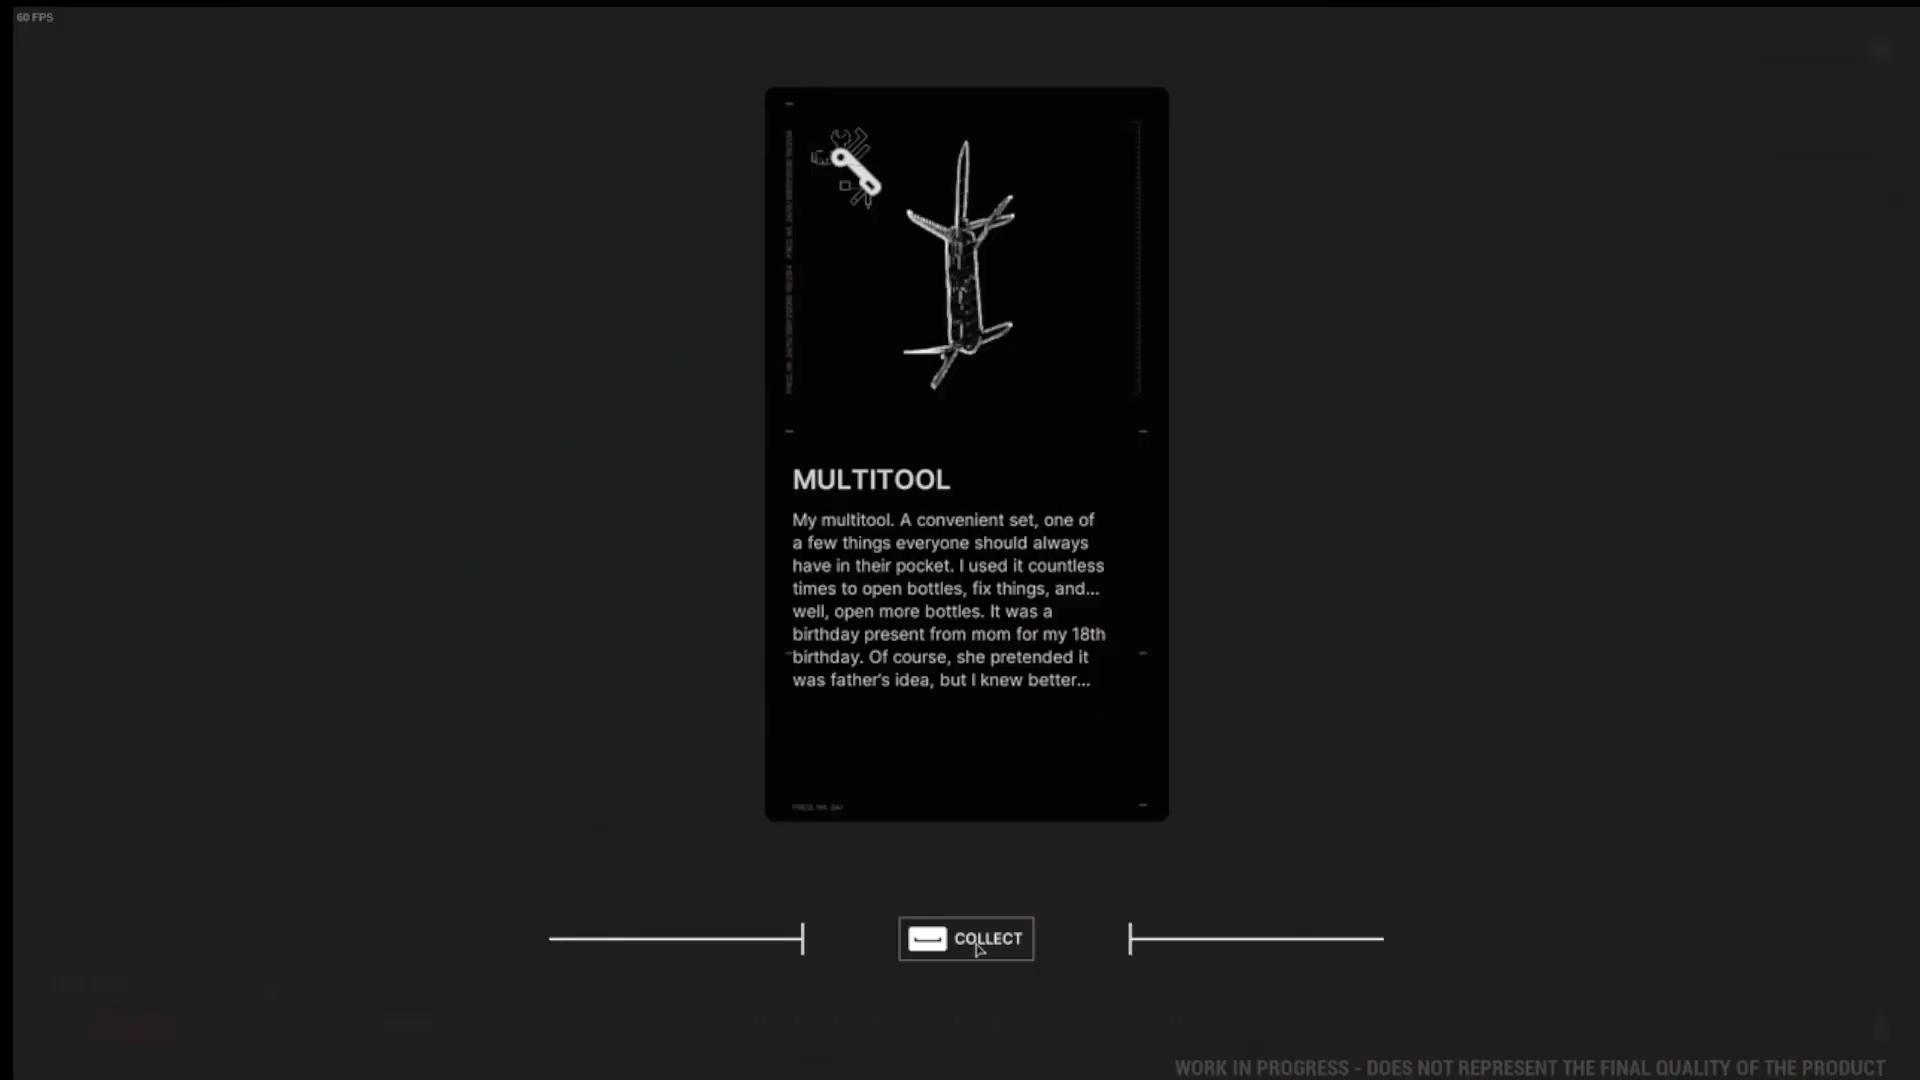 60 FPS
MULTITOOL
My multitool. A convenient set, one of
a few things everyone should always
have in their pocket. I used it countless
times to open bottles, fix things, and...
well, open more bottles. It was a
birthday present from mom for my 18th
birthday. Of course, she pretended it
was father's idea, but I knew better...
COLLECT
WORK IN PROGRESS - DOES NOT REPRESENT THE FINAL QUALITY OF THE PRODUCT